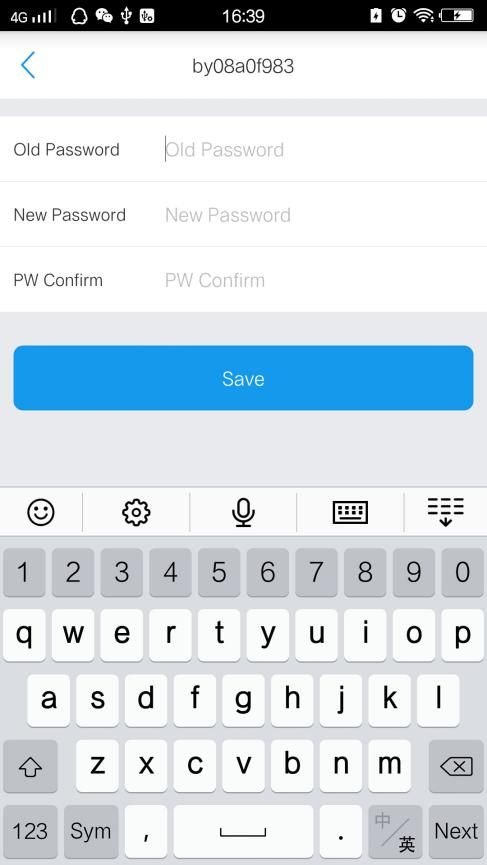 4G 16:39
by08a0f983
Old Password Old Password
New Password New Password
PW Confirm PW Confirm
Save
1 2 3 4 5 6 7 8 9 0
q w e r t y u i o p
a s d f g h j k l
z x c v b n m
123 Sym , . 中/英 Next